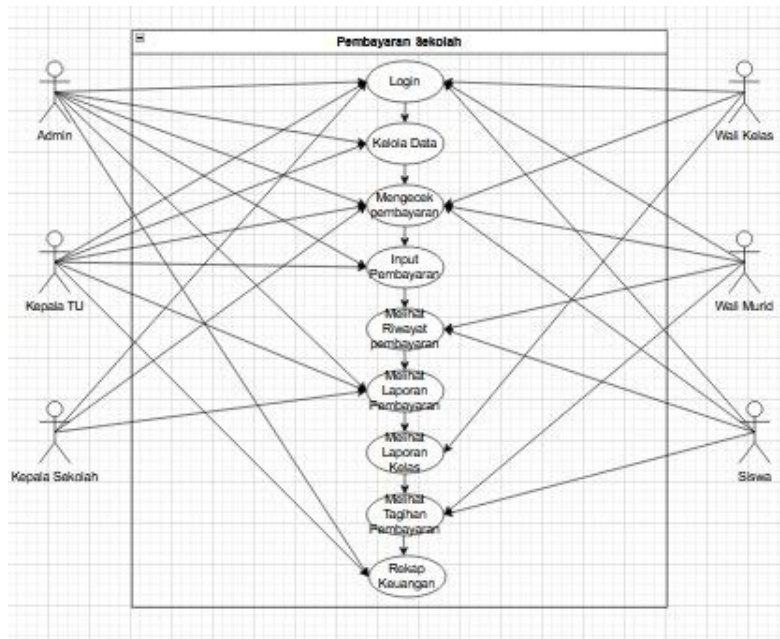 Pembayaran Sekolah
Login
Admin
Wali Kelas
Kelola Data
Mengecek
pembayaran
Input
Pembayaran
Kepala TU
Wali Murid
Melihat
Riwayat
pembayaran
Melihat
Laporan
Pembayaran
Melihat
Laporan
Kelas
Kepala Sekolah
Siswa
Melihat
Tagihan
Pembayaran
Rekap
Keuangan